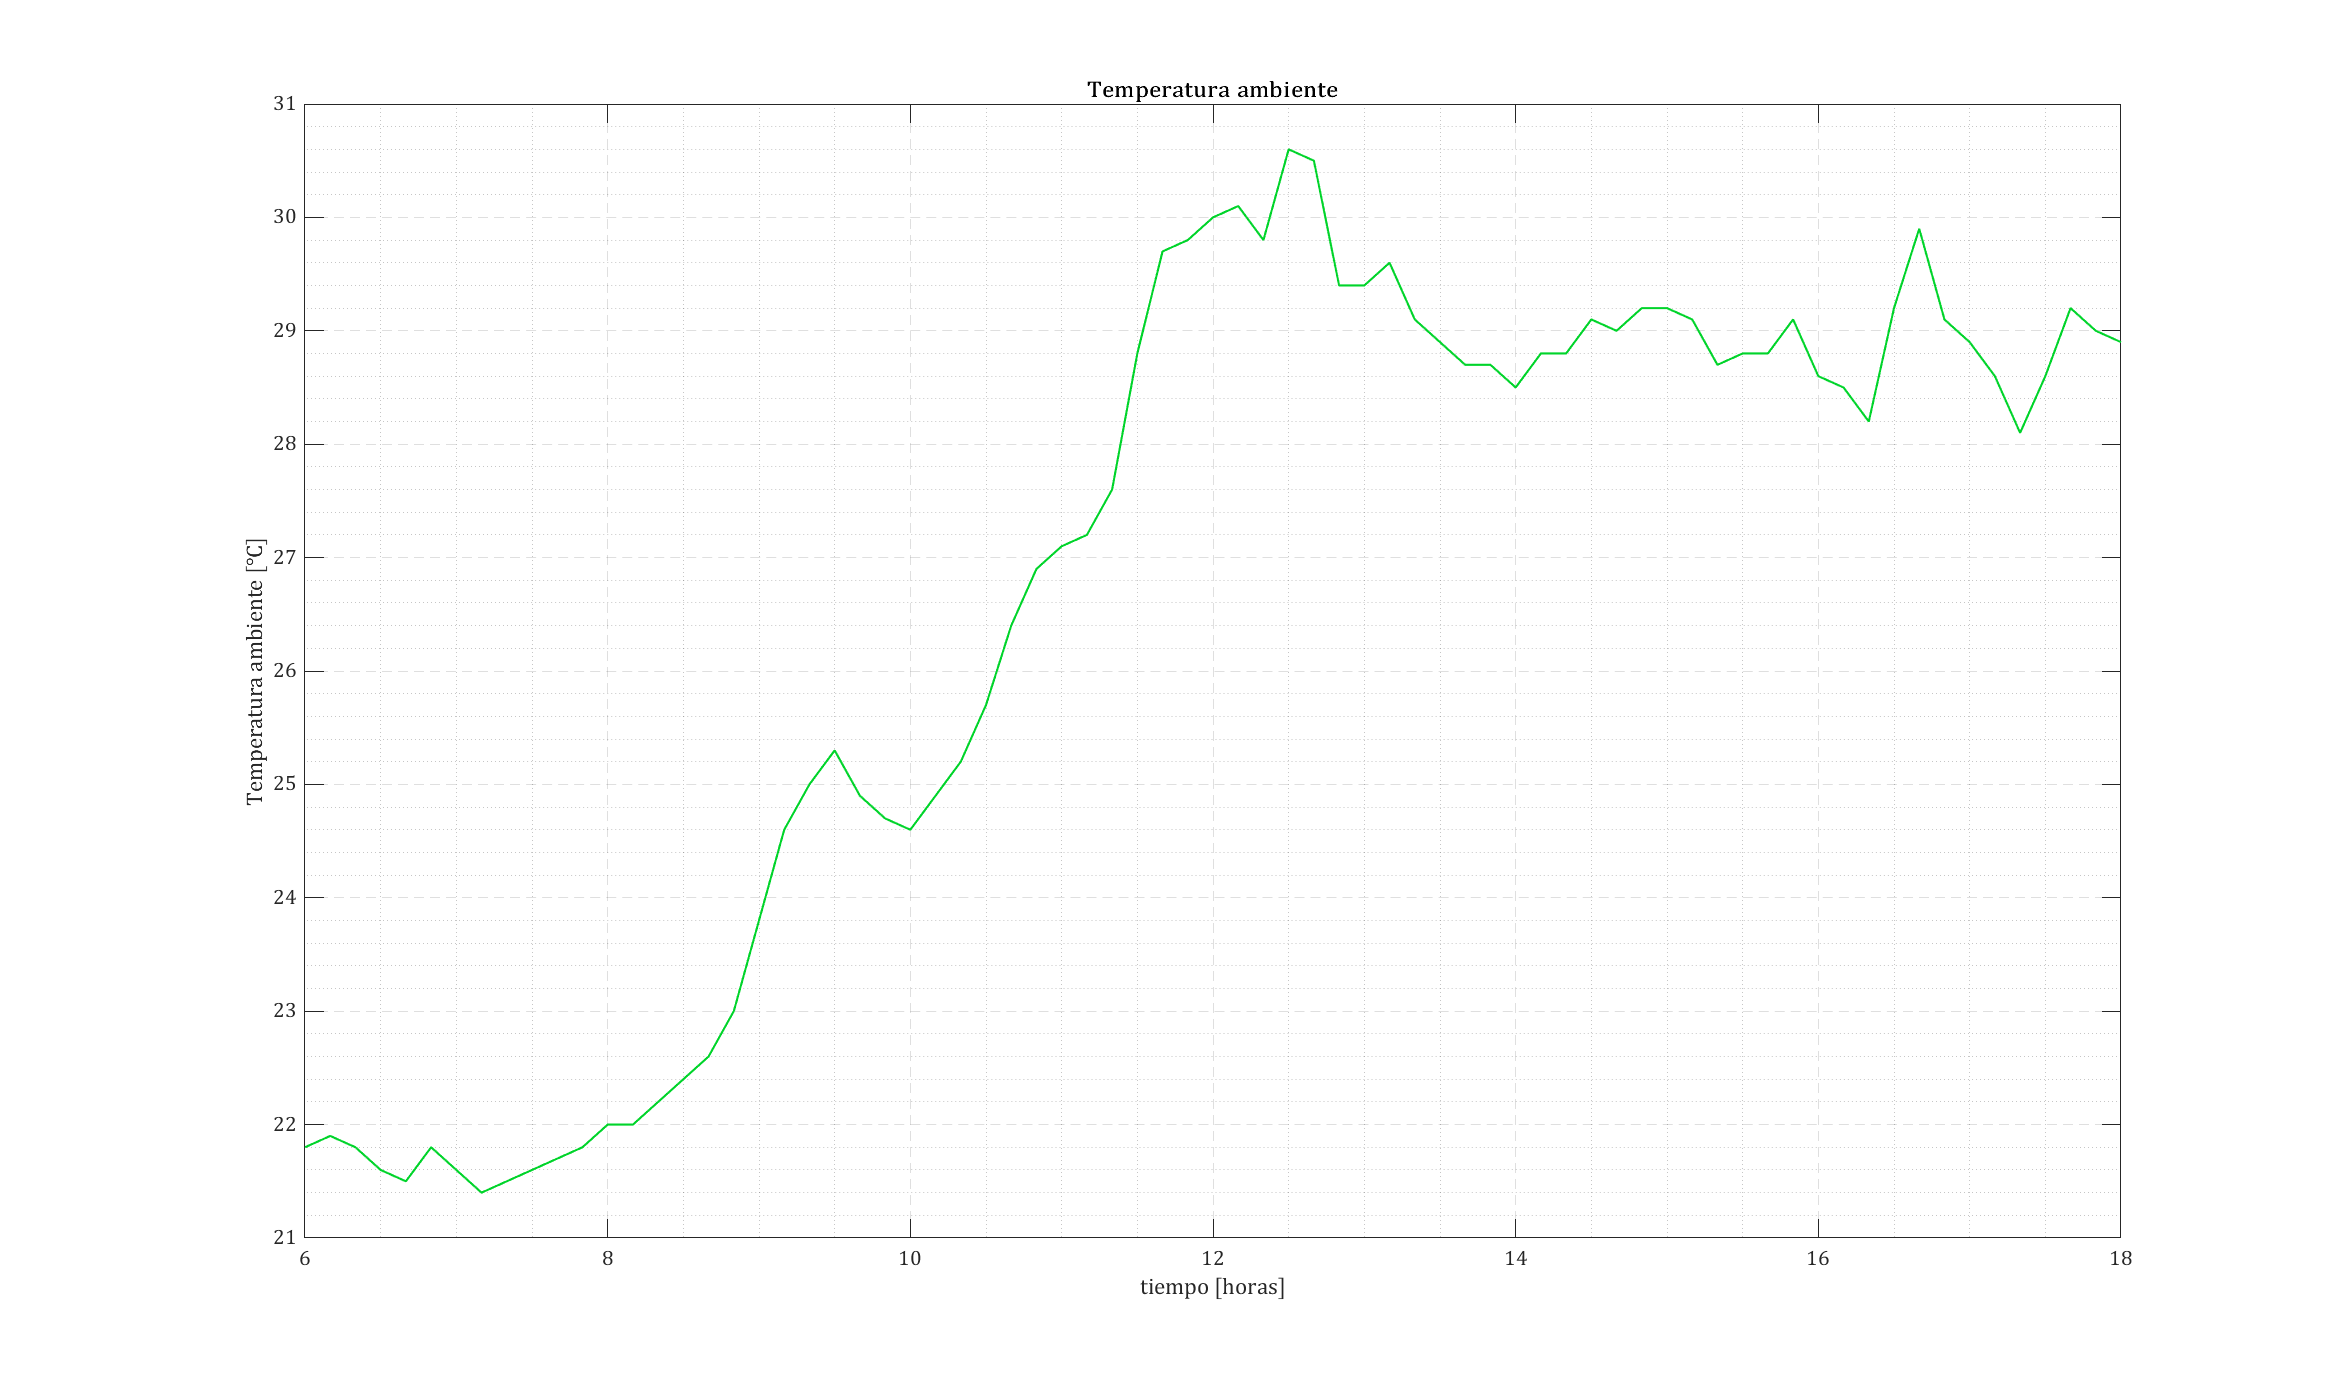 Temperatura ambiente
31
30
29
28
27
26
25
24
23
22
21
Temperatura ambiente [°C]
6 8 10 12 14 16 18
tiempo [horas]